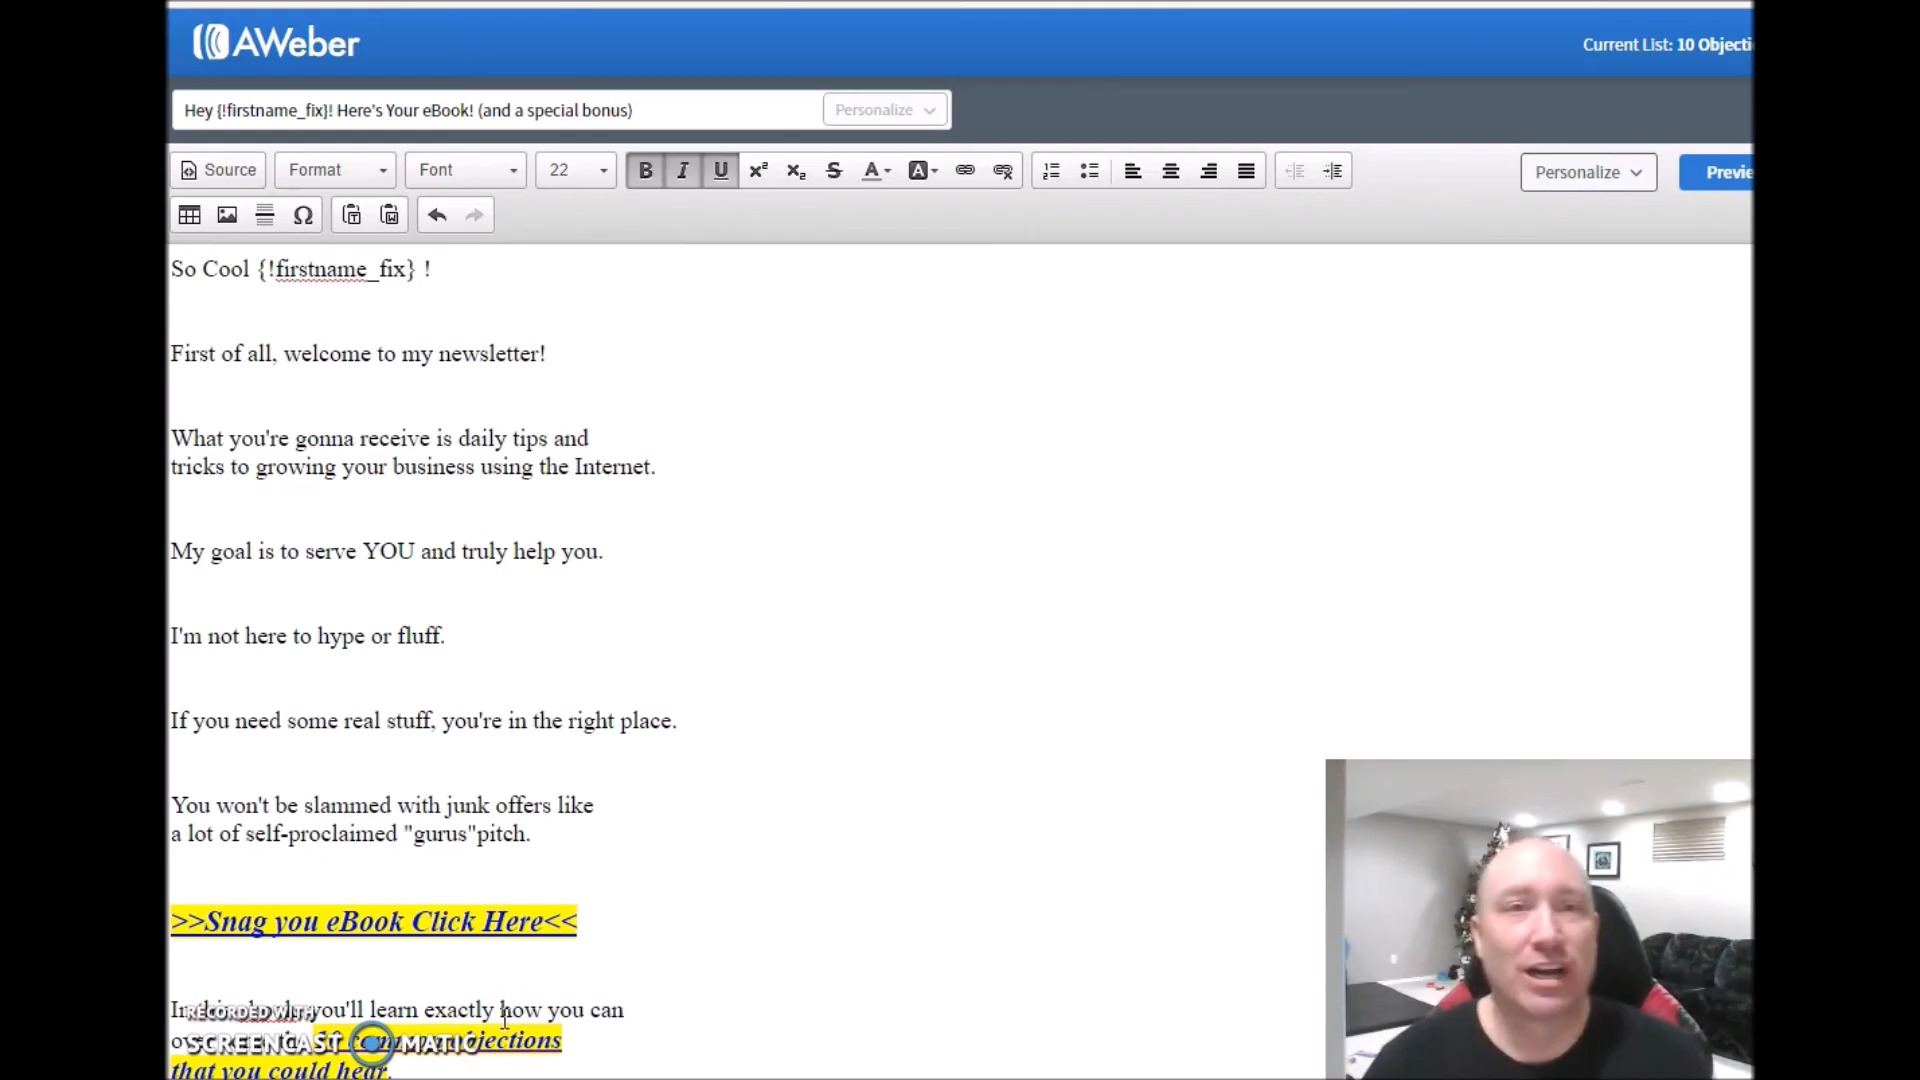 AWeber
Current List: 10 Objecti
Hey {!firstname_fix}! Here's Your eBook! (and a special bonus)
Personalize
Source
Format
Font
22
Personalize
Previe
So Cool {!firstname_fix} !
First of all, welcome to my newsletter!
What you're gonna receive is daily tips and
tricks to growing your business using the Internet.
My goal is to serve YOU and truly help you.
I'm not here to hype or fluff.
If you need some real stuff, you're in the right place.
You won't be slammed with junk offers like
a lot of self-proclaimed "gurus"pitch.
>>Snag you eBook Click Here<<
you'll learn exactly how you can
that you could hear.
RECORDED WITH
SCREENCAST MATIC